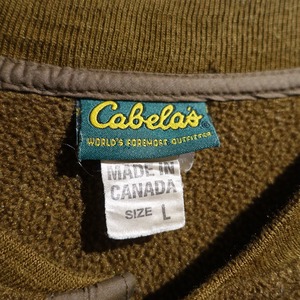 Cabela's
WORLD'S FOREMOST OUTFITTER
MADE IN
CANADA
SIZE L